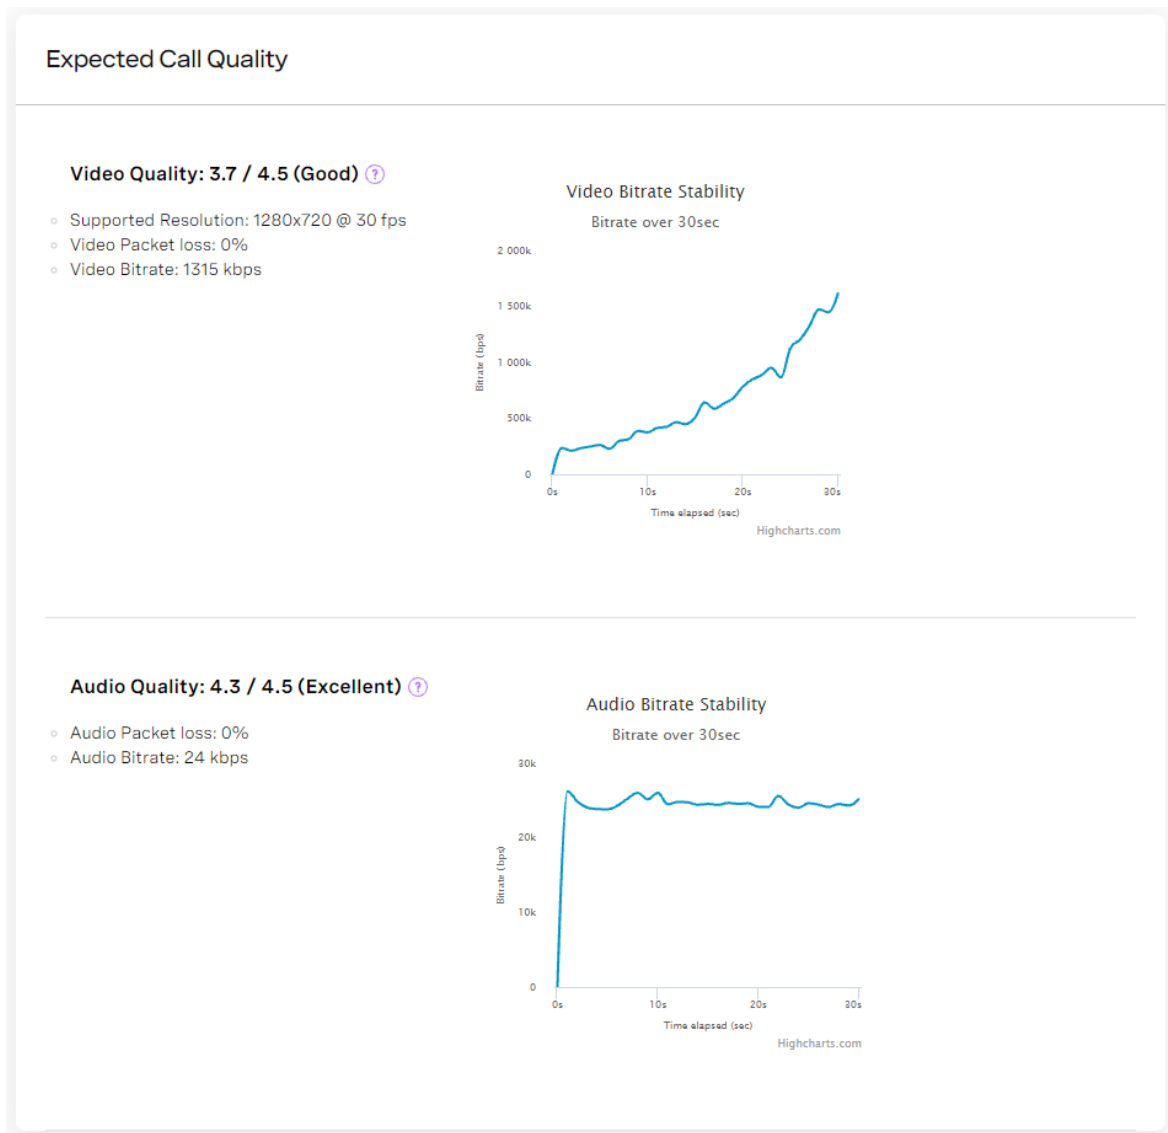 Expected Call Quality
Video Quality: 3.7 / 4.5 (Good) ?
Supported Resolution: 1280x720 @ 30 fps
Video Packet loss: 0%
Video Bitrate: 1315 kbps
Video Bitrate Stability
Bitrate over 30sec
2 000k
1 500k
1 000k
500k
0
Bitrate (bps)
0s 10s 20s 30s
Time elapsed (sec)
Highcharts.com
Audio Quality: 4.3 / 4.5 (Excellent) ?
Audio Packet loss: 0%
Audio Bitrate: 24 kbps
Audio Bitrate Stability
Bitrate over 30sec
30k
20k
10k
0
Bitrate (bps)
0s 10s 20s 30s
Time elapsed (sec)
Highcharts.com